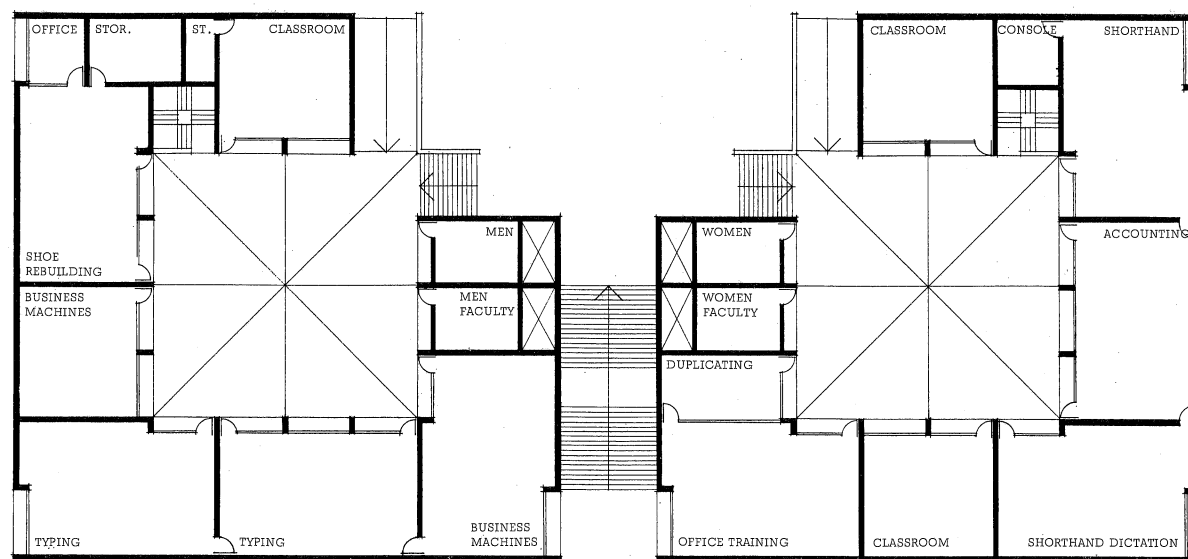 OFFICE
STOR.
ST.
CLASSROOM
CLASSROOM
CONSOLE
SHORTHAND
MEN
WOMEN
ACCOUNTING
SHOE
REBUILDING
BUSINESS
MACHINES
MEN
FACULTY
WOMEN
FACULTY
DUPLICATING
TYPING
TYPING
BUSINESS
MACHINES
OFFICE TRAINING
CLASSROOM
SHORTHAND DICTATION